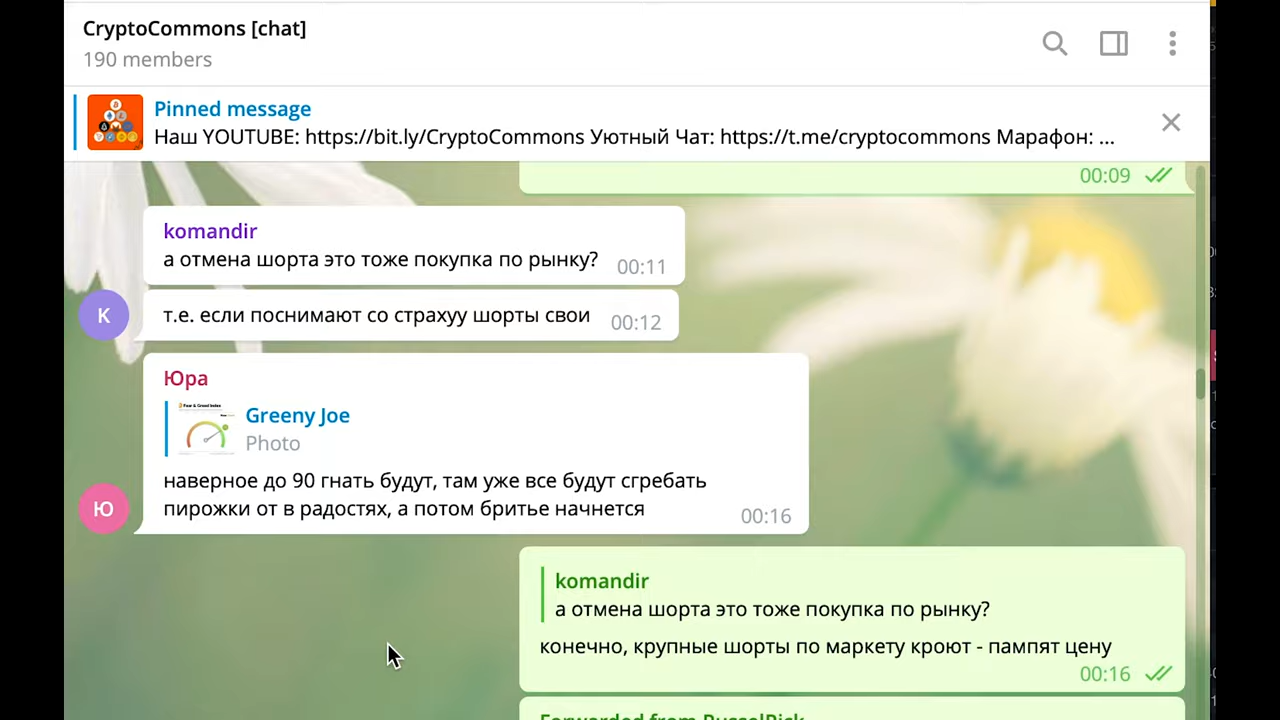 CryptoCommons [chat]
190 members
Pinned message
Наш YOUTUBE: https://bit.ly/CryptoCommons Уютный Чат: https://t.me/cryptocommons Марафон: ...
00:09
komandir
а отмена шорта это тоже покупка по рынку?
00:11
K
т.е. если поснимают со страхуу шорты свои
00:12
Юра
Greeny Joe
Photo
наверное до 90 гнать будут, там уже все будут сгребать
пирожки от в радостях, а потом бритье начнется
00:16
Ю
komandir
а отмена шорта это тоже покупка по рынку?
конечно, крупные шорты по маркету кроют - пампят цену
00:16
Forwarded from RusselPick